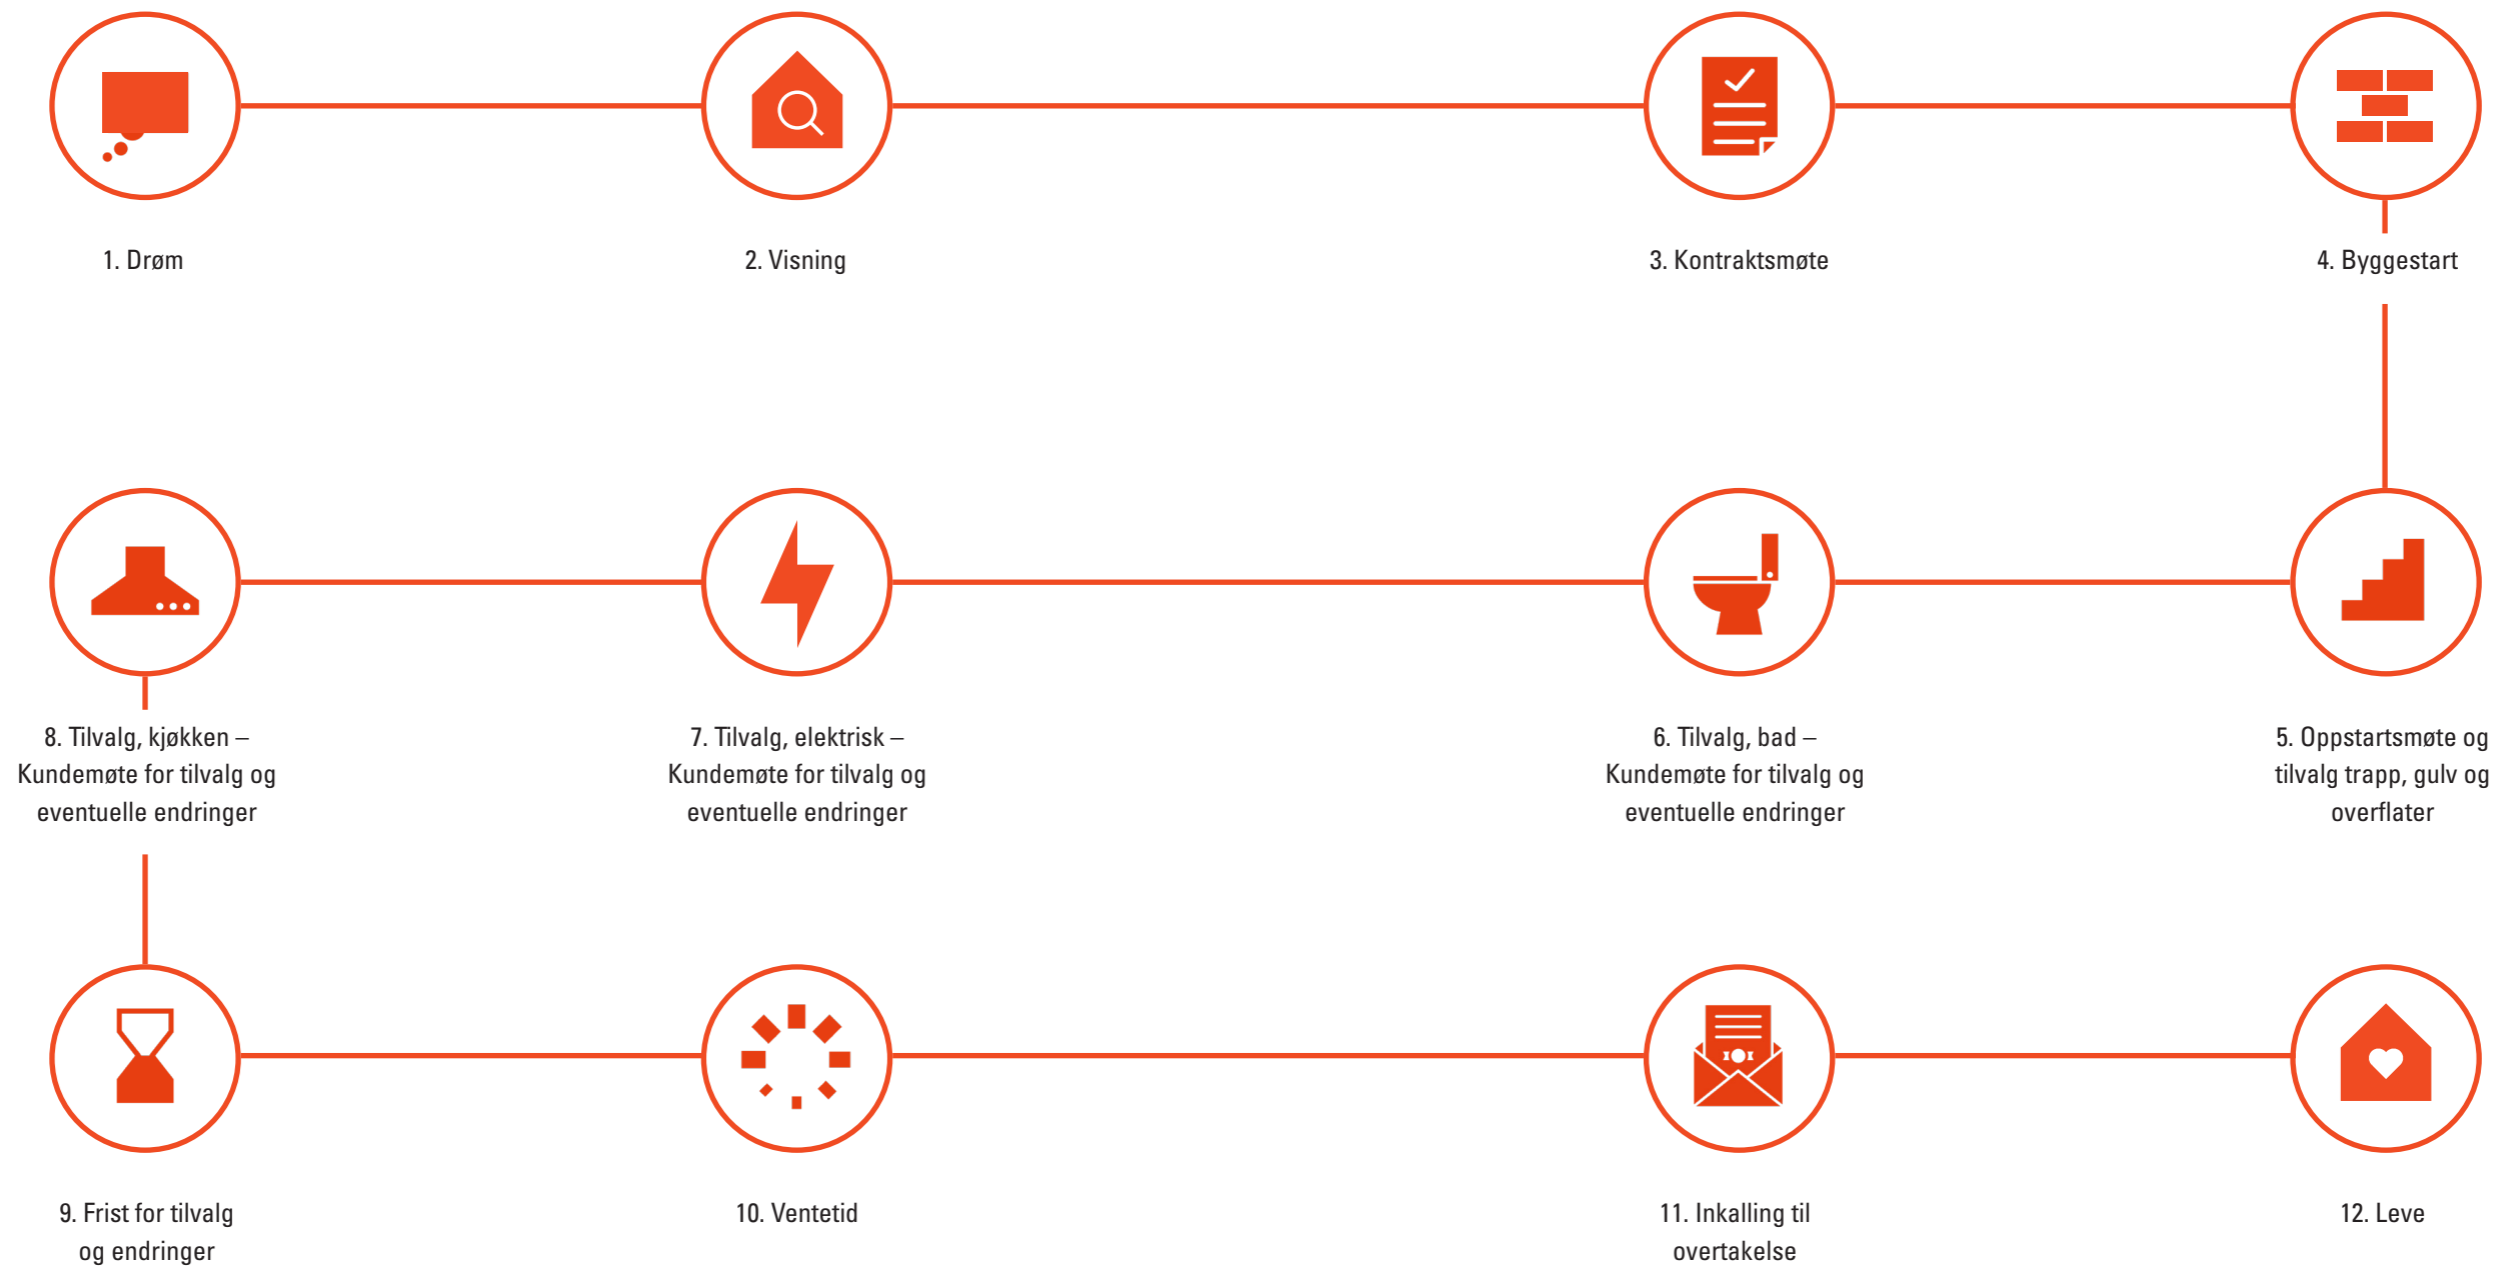 1. Drøm
2. Visning
3. Kontraktsmøte
4. Byggestart
5. Oppstartsmøte og
tilvalg trapp, gulv og
overflater
6. Tilvalg, bad –
Kundemøte for tilvalg og
eventuelle endringer
7. Tilvalg, elektrisk –
Kundemøte for tilvalg og
eventuelle endringer
8. Tilvalg, kjøkken –
Kundemøte for tilvalg og
eventuelle endringer
9. Frist for tilvalg
og endringer
10. Ventetid
11. Inkalling til
overtakelse
12. Leve